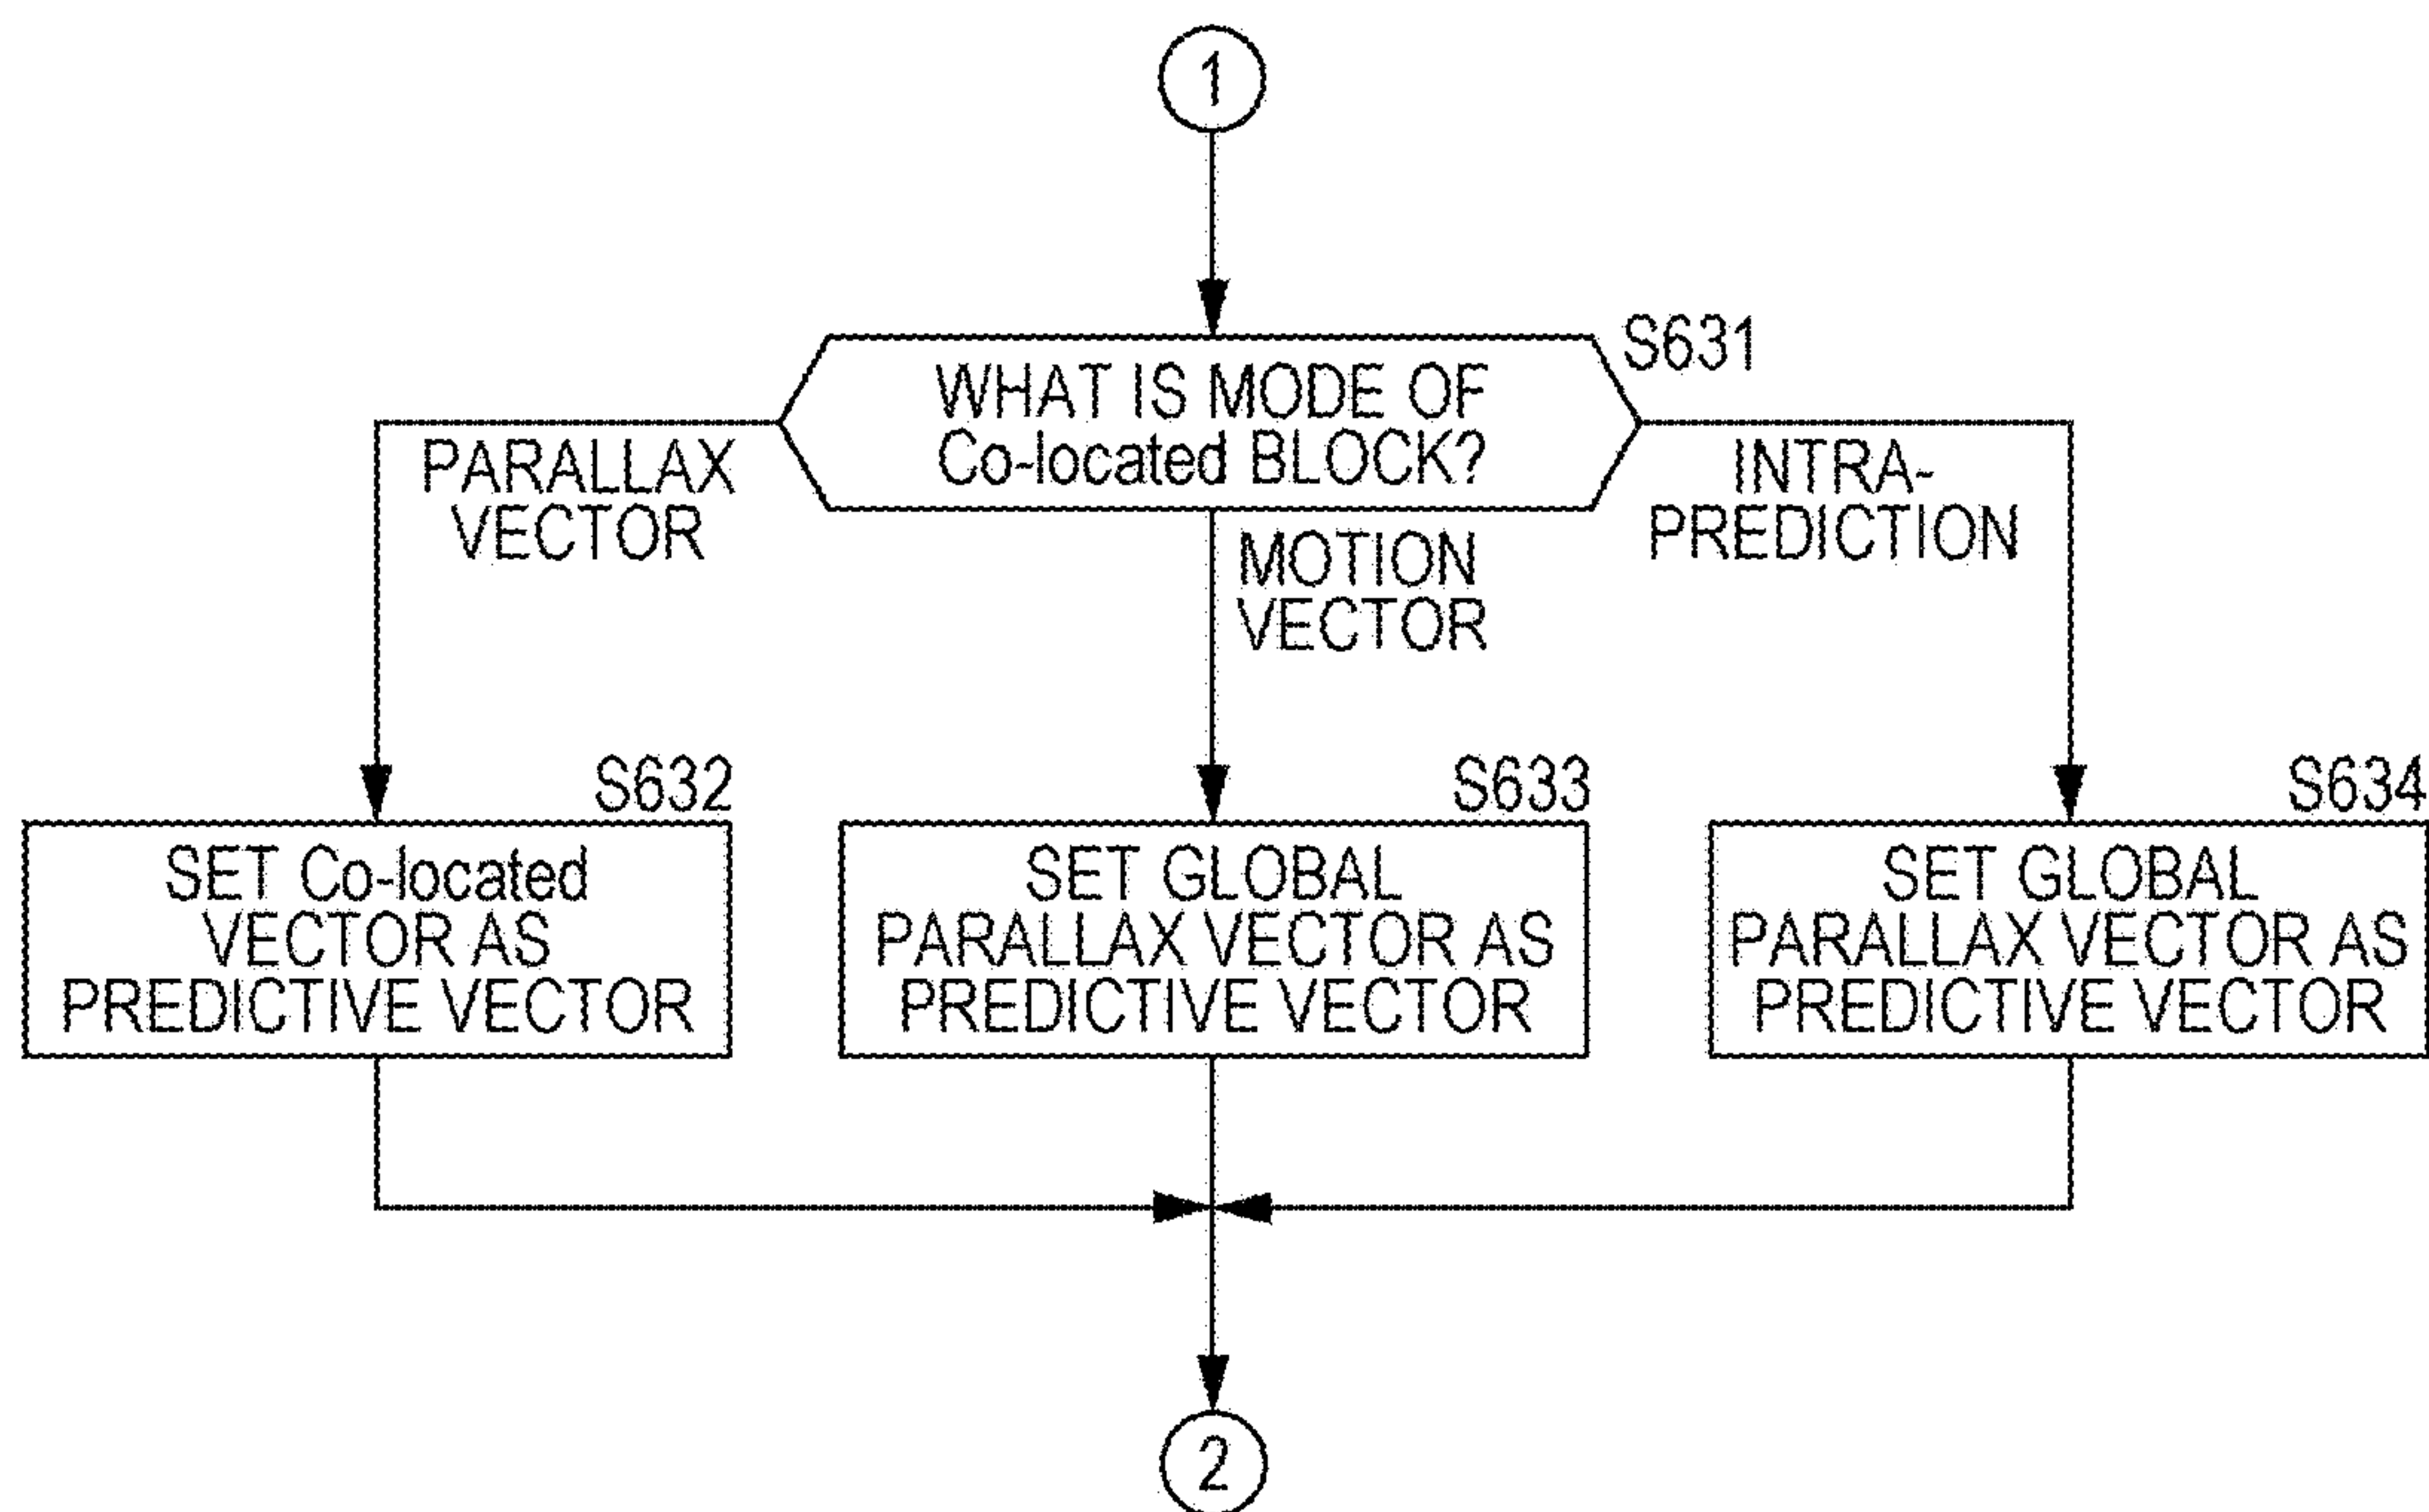 1
S631
WHAT IS MODE OF
Co-located BLOCK?
PARALLAX
VECTOR
MOTION
VECTOR
INTRA-
PREDICTION
S632
SET Co-located
VECTOR AS
PREDICTIVE VECTOR
S633
SET GLOBAL
PARALLAX VECTOR AS
PREDICTIVE VECTOR
S634
SET GLOBAL
PARALLAX VECTOR AS
PREDICTIVE VECTOR
2